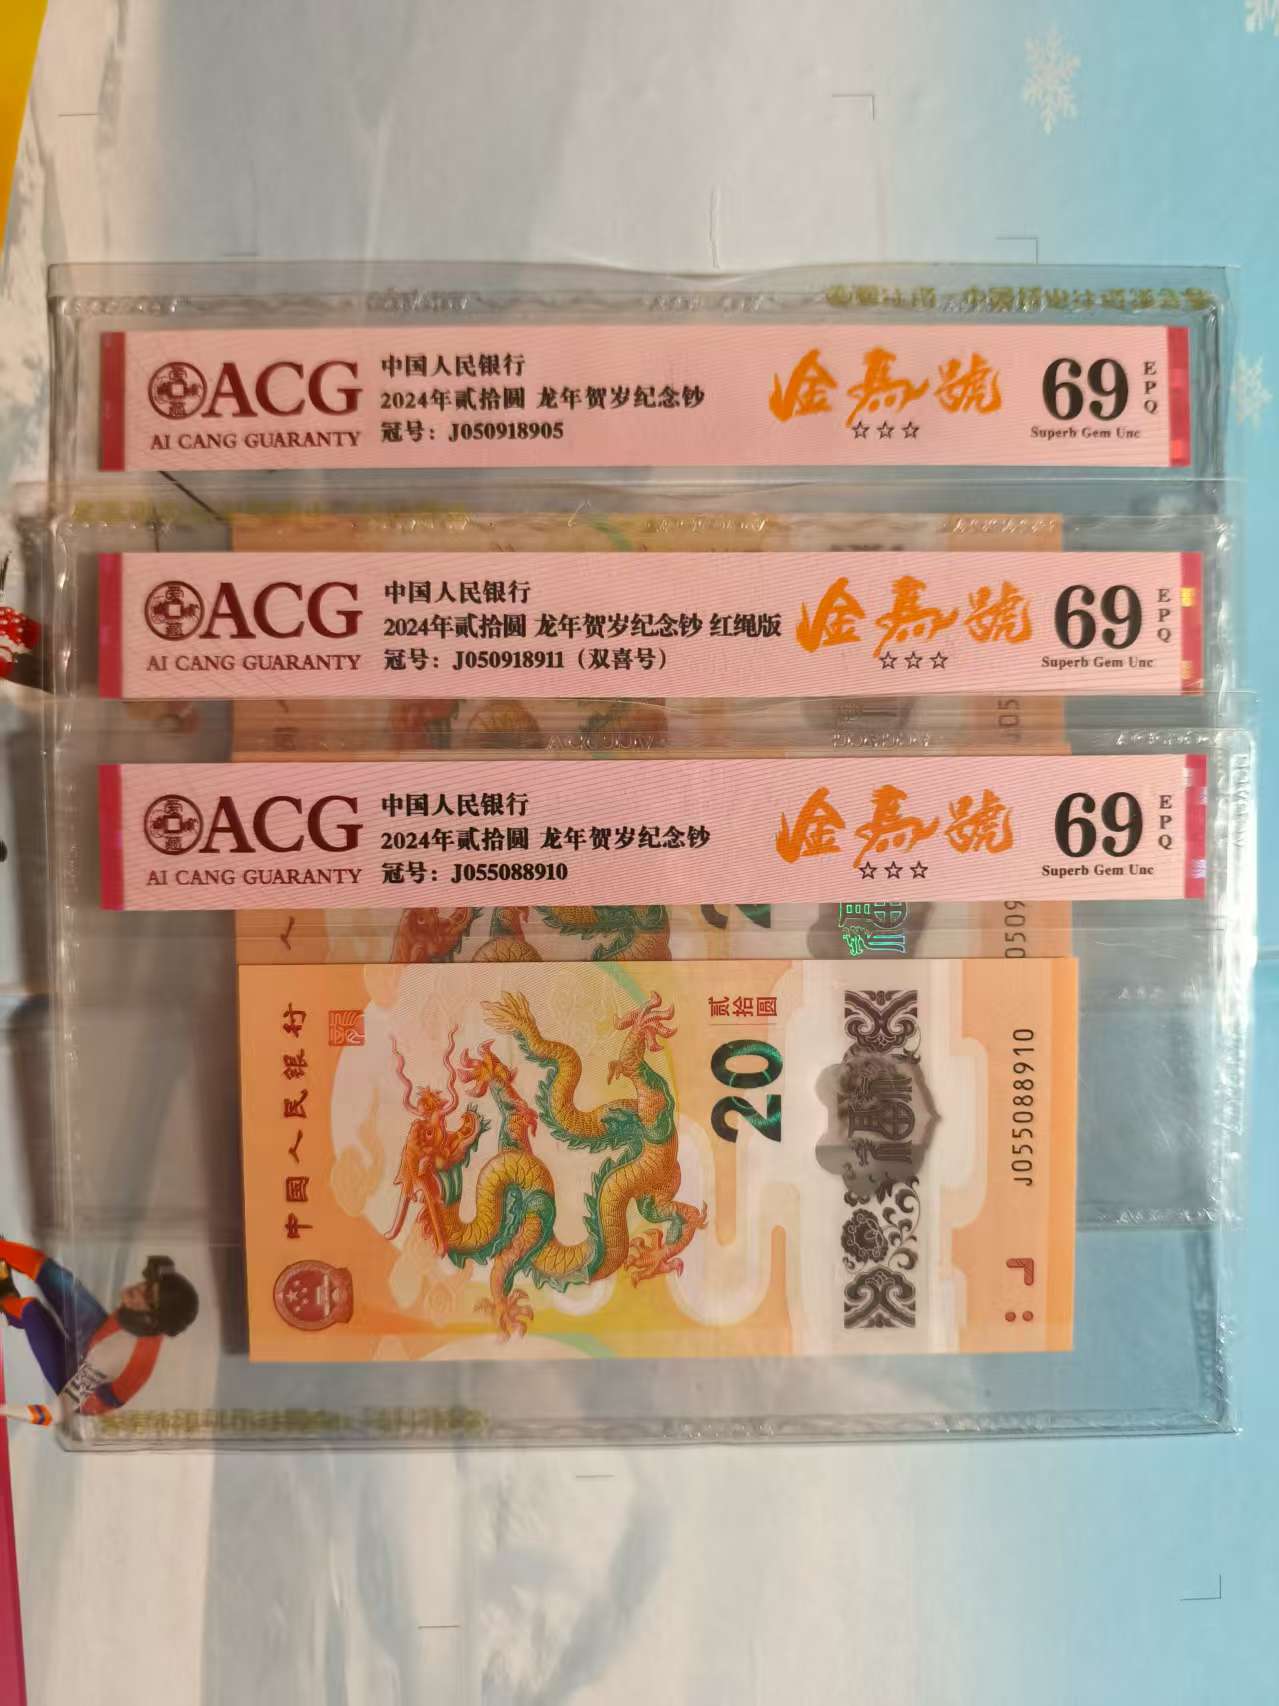 ACG
AI CANG GUARANTY
中国人民银行
2024年贰拾圆 龙年贺岁纪念钞
冠号：J050918905
金馬號
☆☆☆
69
EPQ
Superb Gem Unc
ACG
AI CANG GUARANTY
中国人民银行
2024年贰拾圆 龙年贺岁纪念钞 红绳版
冠号：J050918911（双喜号）
金馬號
☆☆☆
69
EPQ
Superb Gem Unc
J05
ACG
AI CANG GUARANTY
中国人民银行
2024年贰拾圆 龙年贺岁纪念钞
冠号：J055088910
金馬號
☆☆☆
69
EPQ
Superb Gem Unc
中国人民银行
贰拾圆
20
福
J055088910